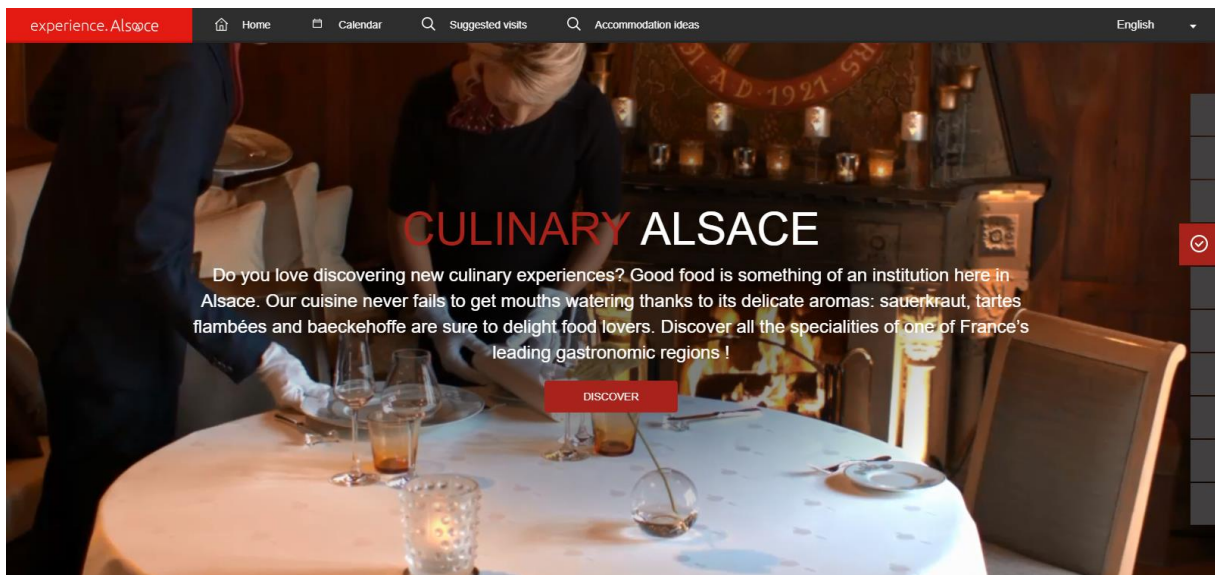 experience.Alsace
Home
Calendar
Suggested visits
Accommodation ideas
English
A.D.1921
CULINARY ALSACE
Do you love discovering new culinary experiences? Good food is something of an institution here in
Alsace. Our cuisine never fails to get mouths watering thanks to its delicate aromas: sauerkraut, tartes
flambées and baeckehoffe are sure to delight food lovers. Discover all the specialities of one of France's
leading gastronomic regions !
DISCOVER